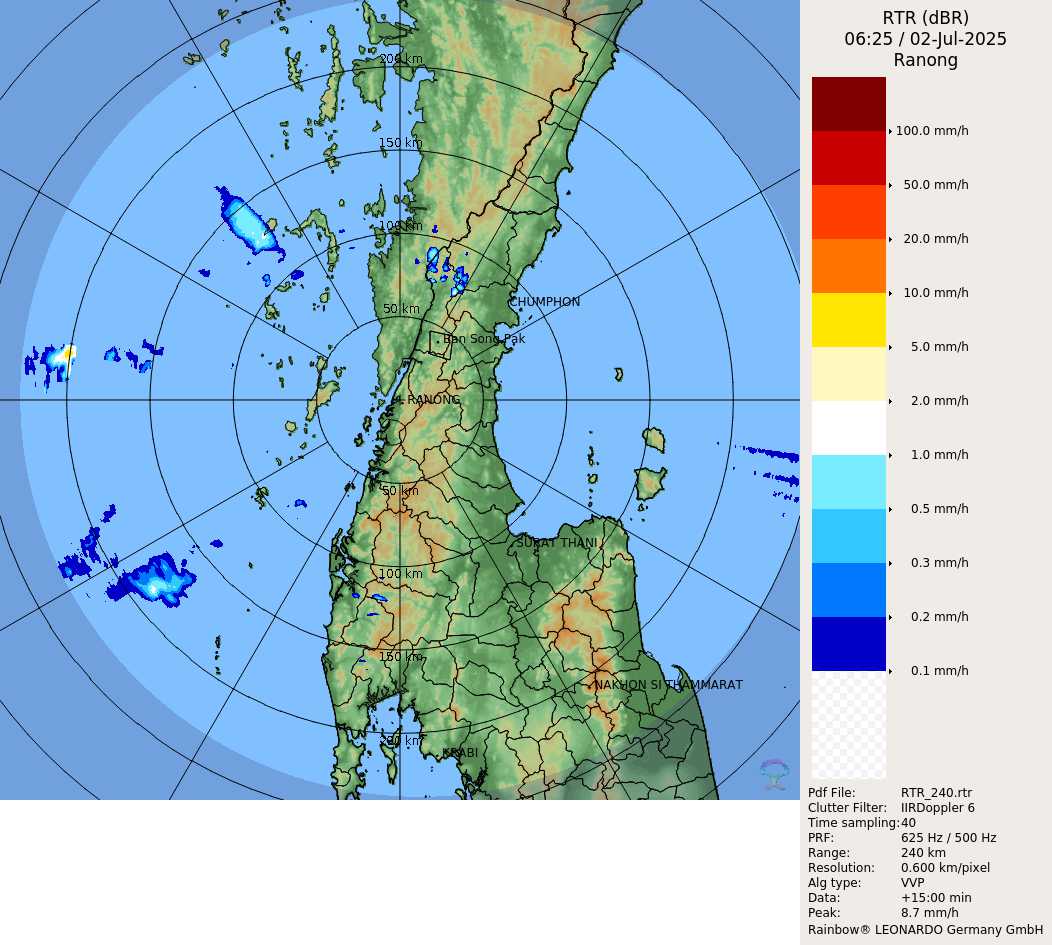 RTR (dBR)
06:25 / 02-Jul-2025
Ranong
100.0 mm/h
50.0 mm/h
20.0 mm/h
10.0 mm/h
5.0 mm/h
2.0 mm/h
1.0 mm/h
0.5 mm/h
0.3 mm/h
0.2 mm/h
0.1 mm/h
200 km
150 km
100 km
50 km
CHUMPHON
Ban Song Pak
RANONG
50 km
SURAT THANI
100 km
150 km
NAKHON SI THAMMARAT
200 km
KRABI
Pdf File: RTR_240.rtr
Clutter Filter: IIRDoppler 6
Time sampling: 40
PRF: 625 Hz / 500 Hz
Range: 240 km
Resolution: 0.600 km/pixel
Alg type: VVP
Data: +15:00 min
Peak: 8.7 mm/h
Rainbow® LEONARDO Germany GmbH